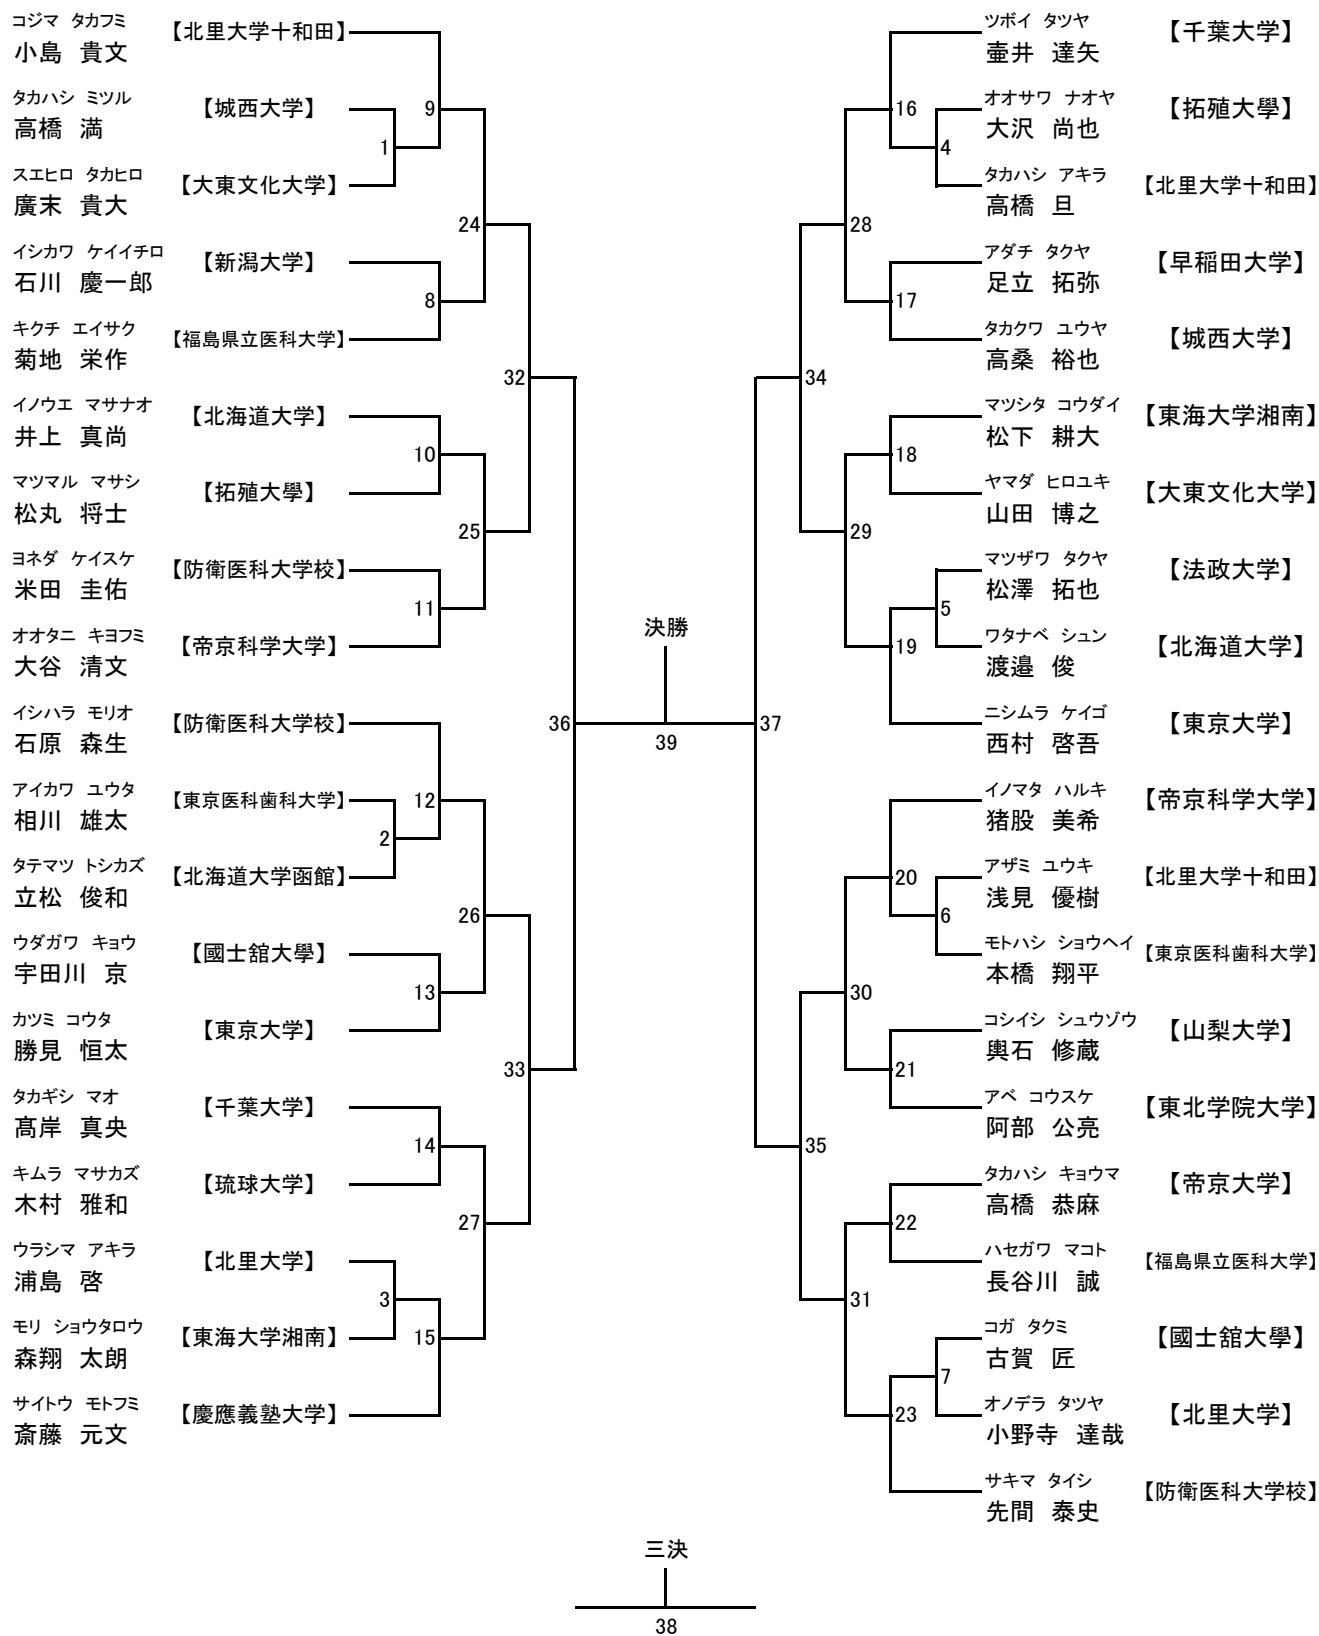 コジマ タカフミ
小島 貴文 【北里大学十和田】
タカハシ ミツル
高橋 満 【城西大学】
9
1
スエヒロ タカヒロ
廣末 貴大 【大東文化大学】
24
イシカワ ケイイチロ
石川 慶一郎 【新潟大学】
8
キクチ エイサク
菊地 栄作 【福島県立医科大学】
32
イノウエ マサナオ
井上 真尚 【北海道大学】
10
マツマル マサシ
松丸 将士 【拓殖大學】
25
ヨネダ ケイスケ
米田 圭佑 【防衛医科大学校】
11
オオタニ キヨフミ
大谷 清文 【帝京科学大学】
イシハラ モリオ
石原 森生 【防衛医科大学校】
36
アイカワ ユウタ
相川 雄太 【東京医科歯科大学】
12
2
タテマツ トシカズ
立松 俊和 【北海道大学函館】
26
ウダガワ キョウ
宇田川 京 【國士舘大學】
13
カツミ コウタ
勝見 恒太 【東京大学】
33
タカギシ マオ
髙岸 真央 【千葉大学】
14
キムラ マサカズ
木村 雅和 【琉球大学】
27
ウラシマ アキラ
浦島 啓 【北里大学】
3
モリ ショウタロウ
森翔 太朗 【東海大学湘南】
15
サイトウ モトフミ
斎藤 元文 【慶應義塾大学】
決勝
39
ツボイ タツヤ
壷井 達矢 【千葉大学】
16
オオサワ ナオヤ
大沢 尚也 【拓殖大學】
4
タカハシ アキラ
高橋 旦 【北里大学十和田】
28
アダチ タクヤ
足立 拓弥 【早稲田大学】
17
タカクワ ユウヤ
高桑 裕也 【城西大学】
34
マツシタ コウダイ
松下 耕大 【東海大学湘南】
18
ヤマダ ヒロユキ
山田 博之 【大東文化大学】
29
マツザワ タクヤ
松澤 拓也 【法政大学】
5
ワタナベ シュン
渡邉 俊 【北海道大学】
19
ニシムラ ケイゴ
西村 啓吾 【東京大学】
37
イノマタ ハルキ
猪股 美希 【帝京科学大学】
20
アザミ ユウキ
浅見 優樹 【北里大学十和田】
6
モトハシ ショウヘイ
本橋 翔平 【東京医科歯科大学】
30
コシイシ シュウゾウ
輿石 修蔵 【山梨大学】
21
アベ コウスケ
阿部 公亮 【東北学院大学】
35
タカハシ キョウマ
高橋 恭麻 【帝京大学】
22
ハセガワ マコト
長谷川 誠 【福島県立医科大学】
31
コガ タクミ
古賀 匠 【國士舘大學】
7
オノデラ タツヤ
小野寺 達哉 【北里大学】
23
サキマ タイシ
先間 泰史 【防衛医科大学校】
三決
38